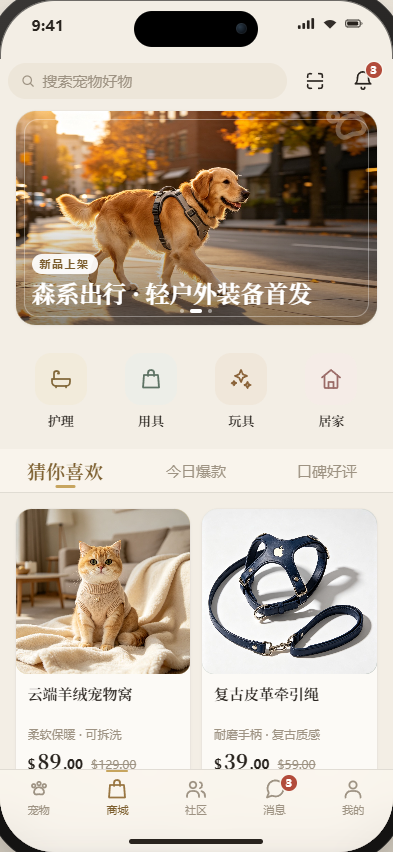 9:41
搜索宠物好物
3
新品上架
森系出行·轻户外装备首发
护理
用具
玩具
居家
猜你喜欢
今日爆款
口碑好评
云端羊绒宠物窝
复古皮革牵引绳
柔软保暖 · 可拆洗
耐磨手柄 · 复古质感
$89.00 $129.00
$39.00 $59.00
3
宠物
商城
社区
消息
我的